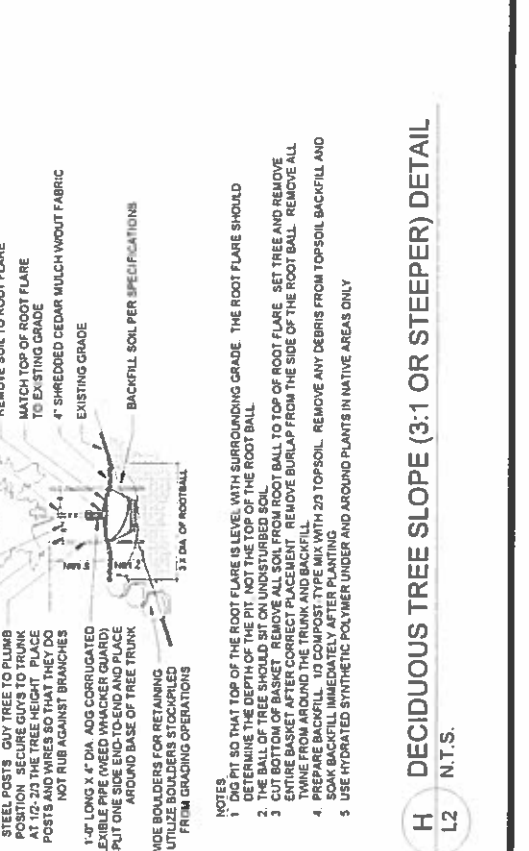 STEEL POSTS GUY TREE TO PLUMB
POSITION SECURE GUYS TO TRUNK
AT 1/2-2/3 THE TREE HEIGHT PLACE
POSTS AND WIRES SO THAT THEY DO
NOT RUB AGAINST BRANCHES
1'-0" LONG X 4" DIA ADG CORRUGATED
LEXIBLE PIPE (WEED WHACKER GUARD)
PLIT ONE SIDE END-TO-END AND PLACE
AROUND BASE OF TREE TRUNK
VIDE BOULDERS FOR RETAINING
UTILIZE BOULDERS STOCKPILED
FROM GRADING OPERATIONS
REMOVE SOIL TO ROOT FLARE
MATCH TOP OF ROOT FLARE
TO EXISTING GRADE
4" SHREDDED CEDAR MULCH W/OUT FABRIC
EXISTING GRADE
BACKFILL SOIL PER SPECIFICATIONS
3 X DIA OF ROOTBALL
NOTES
1 DIG PIT SO THAT TOP OF THE ROOT FLARE IS LEVEL WITH SURROUNDING GRADE. THE ROOT FLARE SHOULD
DETERMINE THE DEPTH OF THE PIT NOT THE TOP OF THE ROOT BALL
2. THE BALL OF TREE SHOULD SIT ON UNDISTURBED SOIL.
3 CUT BOTTOM OF BASKET REMOVE ALL SOIL FROM ROOT BALL TO TOP OF ROOT FLARE SET TREE AND REMOVE
ENTIRE BASKET AFTER CORRECT PLACEMENT REMOVE BURLAP FROM THE SIDE OF THE ROOT BALL REMOVE ALL
TWINE FROM AROUND THE TRUNK AND BACKFILL
4. PREPARE BACKFILL 1/3 COMPOST TYPE MIX WITH 2/3 TOPSOIL. REMOVE ANY DEBRIS FROM TOPSOIL BACKFILL AND
SOAK BACKFILL IMMEDIATELY AFTER PLANTING
5 USE HYDRATED SYNTHETIC POLYMER UNDER AND AROUND PLANTS IN NATIVE AREAS ONLY
H DECIDUOUS TREE SLOPE (3:1 OR STEEPER) DETAIL
L2 N.T.S.